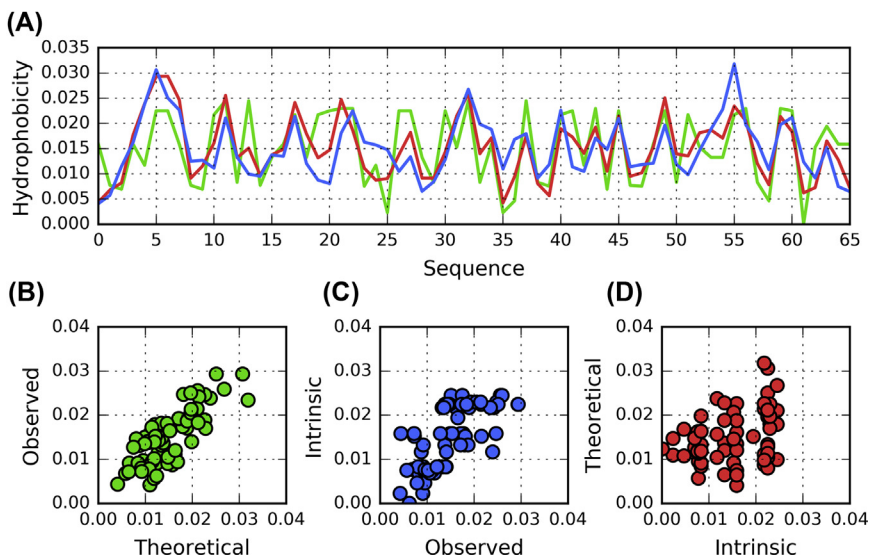 (A)
Hydrophobicity
0.035
0.030
0.025
0.020
0.015
0.010
0.005
0.000
0 5 10 15 20 25 30 35 40 45 50 55 60 65
Sequence
(B)
Observed
0.04
0.03
0.02
0.01
0.00
0.00 0.01 0.02 0.03 0.04
Theoretical
(C)
Intrinsic
0.04
0.03
0.02
0.01
0.00
0.00 0.01 0.02 0.03 0.04
Observed
(D)
Theoretical
0.04
0.03
0.02
0.01
0.00
0.00 0.01 0.02 0.03 0.04
Intrinsic